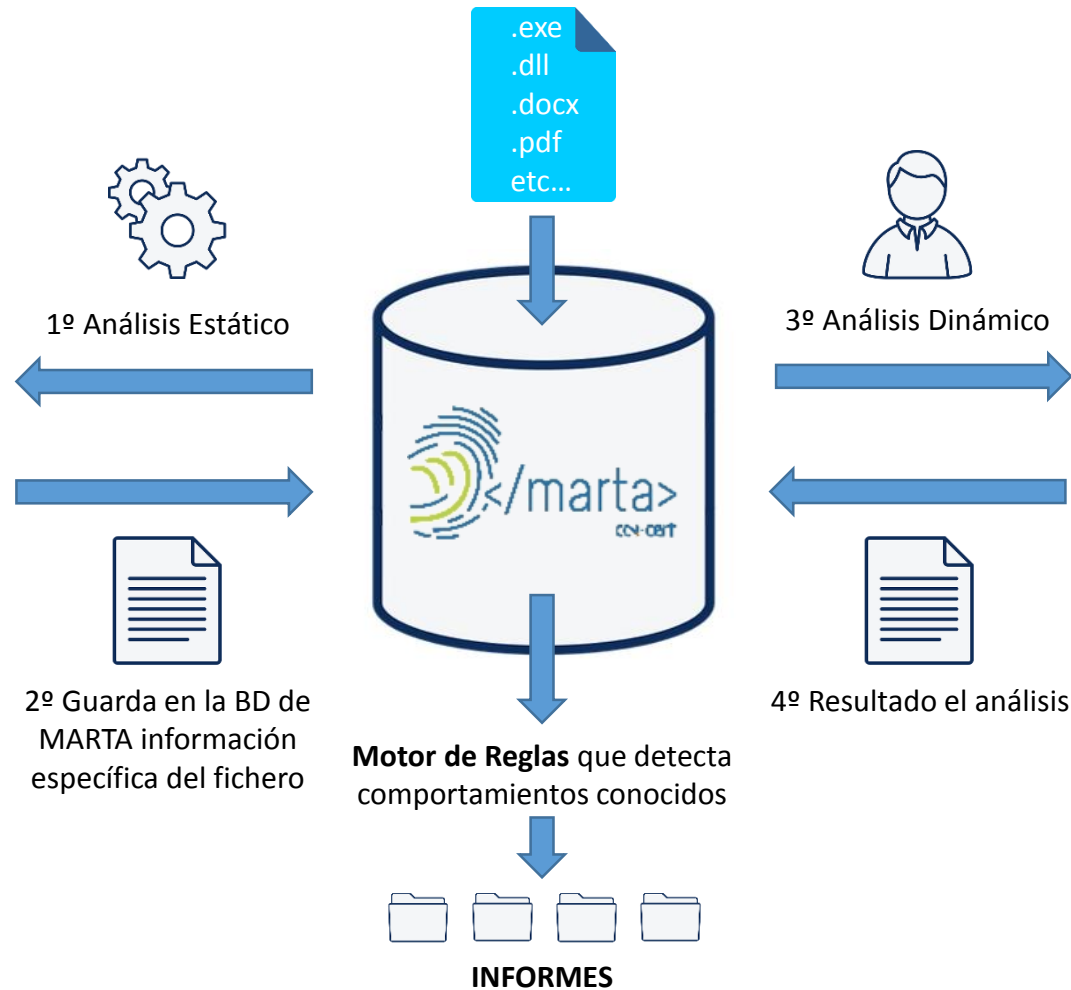 .exe
.dll
.docx
.pdf
etc…
1º Análisis Estático
3º Análisis Dinámico
</marta>
ccn-cert
2º Guarda en la BD de
MARTA información
específica del fichero
4º Resultado el análisis
Motor de Reglas que detecta
comportamientos conocidos
INFORMES